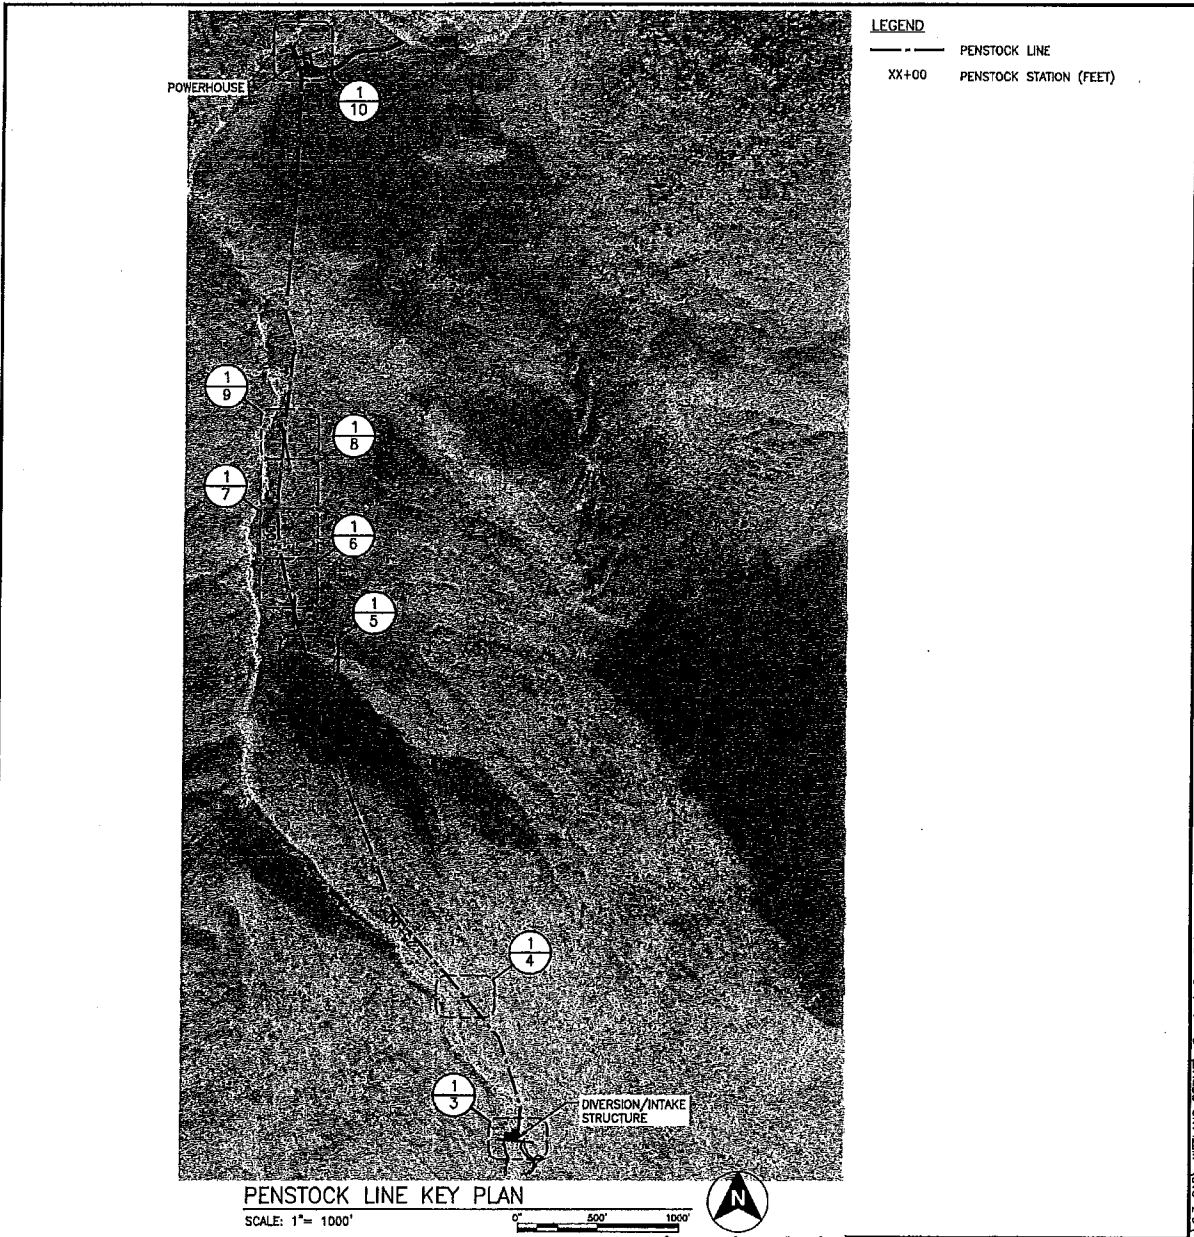 LEGEND
PENSTOCK LINE
XX+00 PENSTOCK STATION (FEET)
POWERHOUSE
1
10
1
9
1
8
1
7
1
6
1
5
1
4
1
3
DIVERSION/INTAKE
STRUCTURE
PENSTOCK LINE KEY PLAN
SCALE: 1"= 1000'
0" 500' 1000'
N